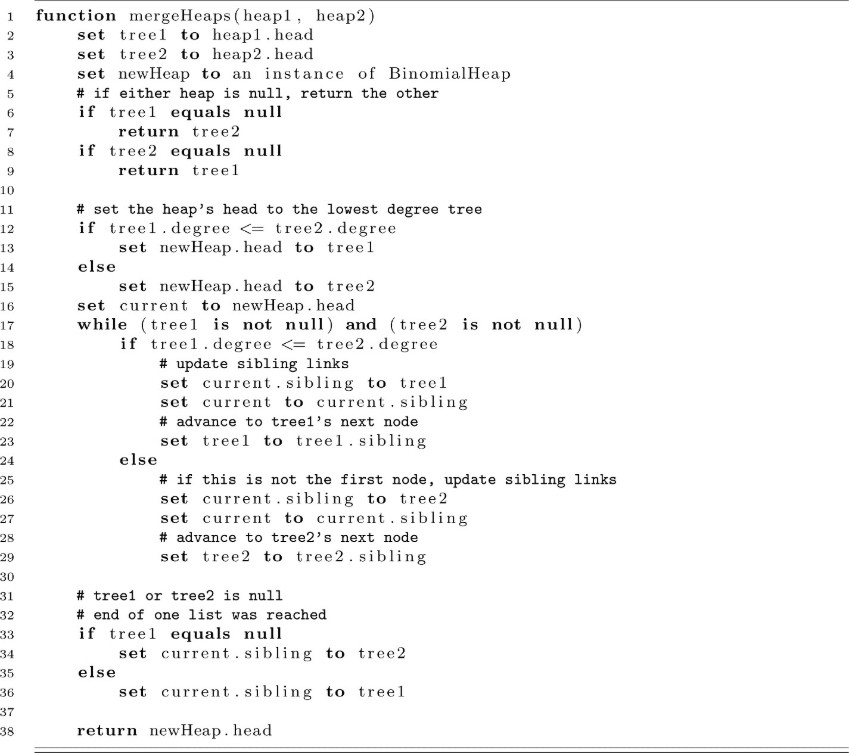 1 function mergeHeaps(heap1, heap2)
2 set tree1 to heap1.head
3 set tree2 to heap2.head
4 set newHeap to an instance of BinomialHeap
5 # if either heap is null, return the other
6 if tree1 equals null
7 return tree2
8 if tree2 equals null
9 return tree1
10
11 # set the heap's head to the lowest degree tree
12 if tree1.degree <= tree2.degree
13 set newHeap.head to tree1
14 else
15 set newHeap.head to tree2
16 set current to newHeap.head
17 while (tree1 is not null) and (tree2 is not null)
18 if tree1.degree <= tree2.degree
19 # update sibling links
20 set current.sibling to tree1
21 set current to current.sibling
22 # advance to tree1's next node
23 set tree1 to tree1.sibling
24 else
25 # if this is not the first node, update sibling links
26 set current.sibling to tree2
27 set current to current.sibling
28 # advance to tree2's next node
29 set tree2 to tree2.sibling
30
31 # tree1 or tree2 is null
32 # end of one list was reached
33 if tree1 equals null
34 set current.sibling to tree2
35 else
36 set current.sibling to tree1
37
38 return newHeap.head